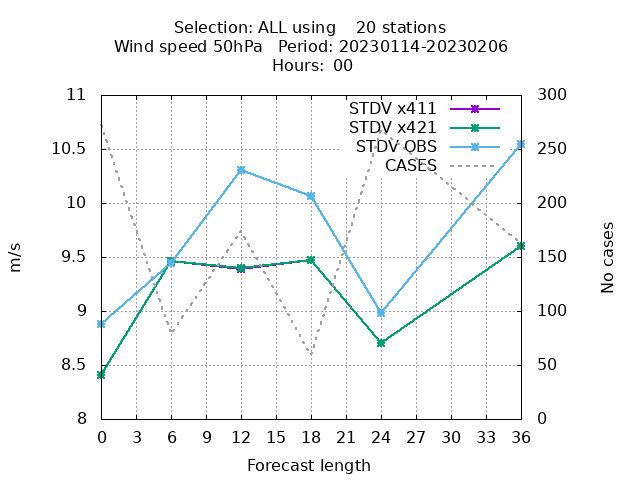 Selection: ALL using    20 stations
Wind speed 50hPa   Period: 20230114-20230206
Hours:  00
11
10.5
10
9.5
9
8.5
8
m/s
300
250
200
150
100
50
0
No cases
STDV x411
STDV x421
STDV OBS
CASES
0 3 6 9 12 15 18 21 24 27 30 33 36
Forecast length